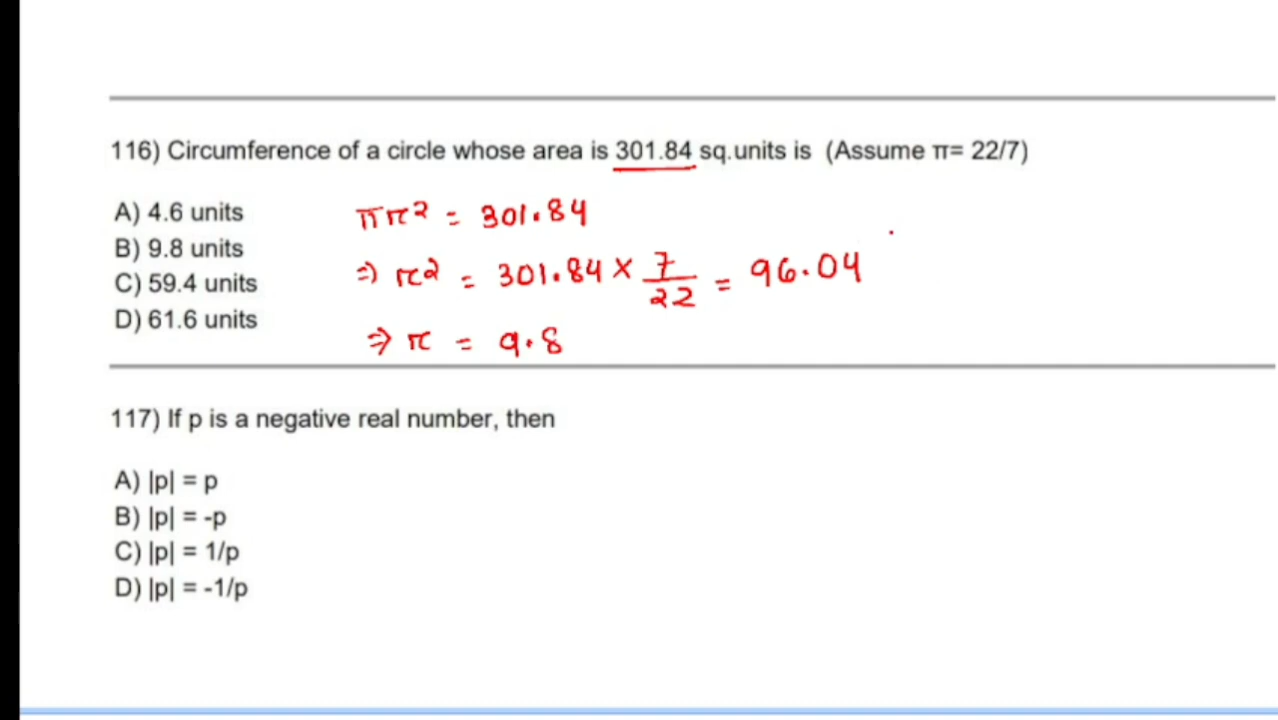 116) Circumference of a circle whose area is 301.84 sq.units is (Assume π= 22/7)
A) 4.6 units
B) 9.8 units
C) 59.4 units
D) 61.6 units
πr² = 301.84
⇒ r² = 301.84 × 7/22 = 96.04
⇒ r = 9.8
117) If p is a negative real number, then
A) |p| = p
B) |p| = -p
C) |p| = 1/p
D) |p| = -1/p